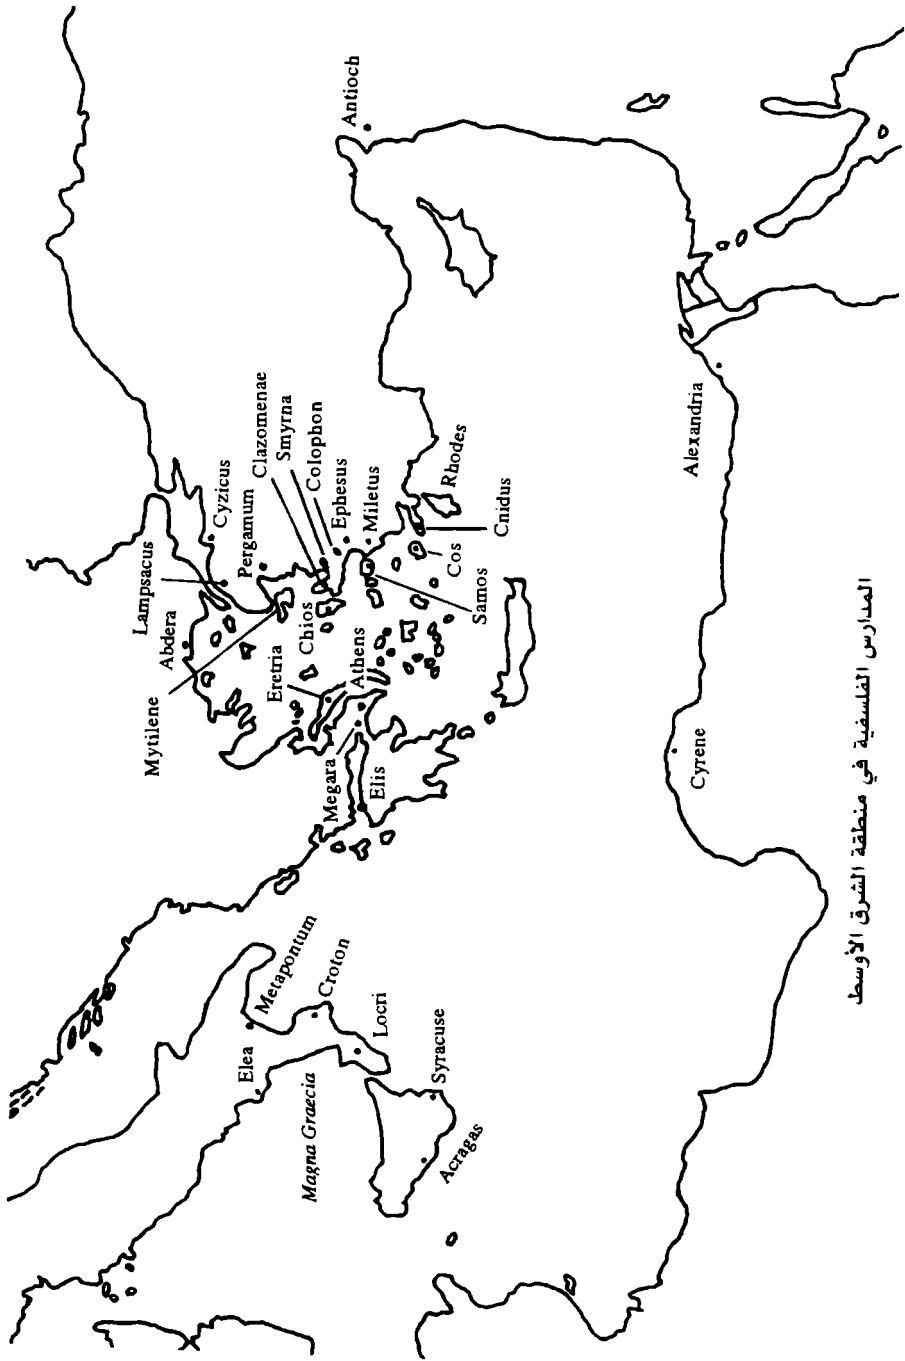 Antioch
Lampsacus
Abdera
Cyzicus
Pergamum
Clazomenae
Smyrna
Colophon
Ephesus
Miletus
Mytilene
Chios
Eretria
Athens
Rhodes
Cnidus
Cos
Samos
Megara
Elis
Alexandria
Cyrene
Metapontum
Croton
Locri
Elea
Magna Graecia
Syracuse
Acragas
المدارس الفلسفية في منطقة الشرق الأوسط